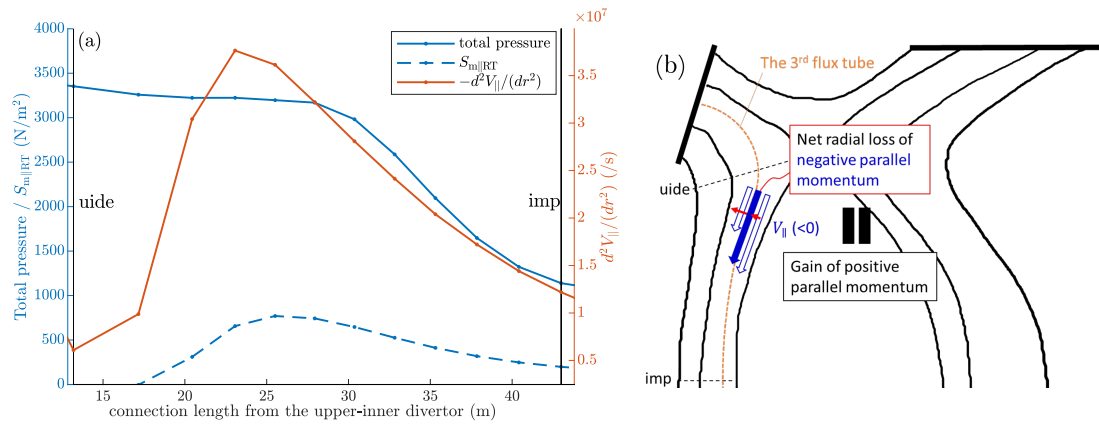 (a)
×10⁷
total pressure
S_m∥RT
−d²V∥/(dr²)
Total pressure / S_m∥RT (N/m²)
4000
3500
3000
2500
2000
1500
1000
500
0
uide
imp
4
3.5
3
2.5
2
1.5
1
0.5
d²V∥/(dr²) (/s)
15
20
25
30
35
40
connection length from the upper-inner divertor (m)
(b)
The 3rd flux tube
Net radial loss of
negative parallel
momentum
uide
V∥ (<0)
Gain of positive
parallel momentum
imp